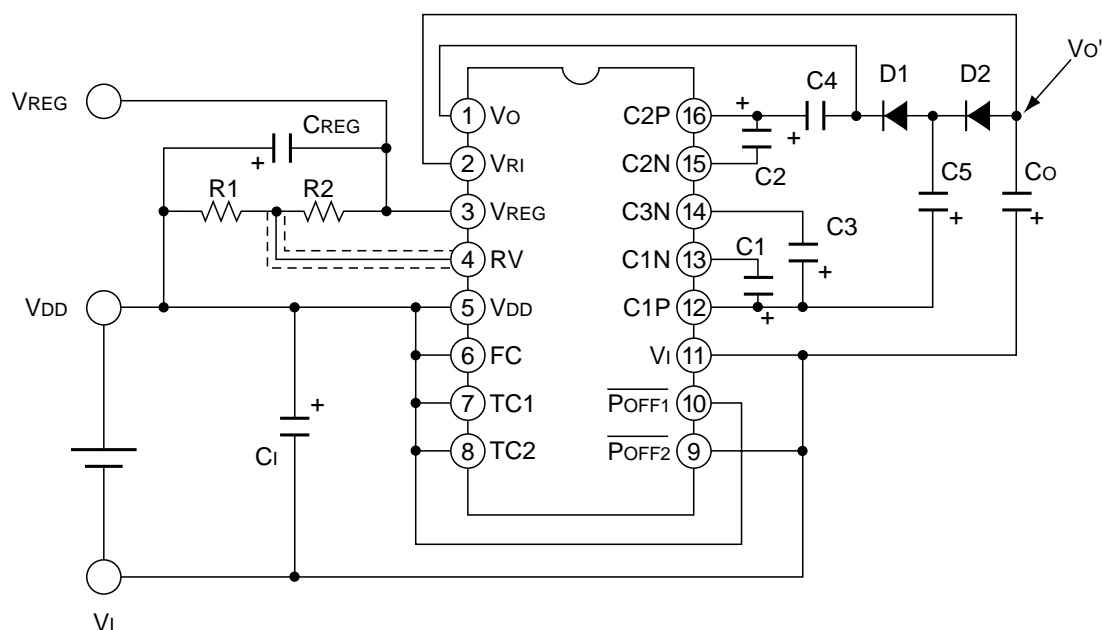 VO'
D1
D2
C4
VREG
CREG
+
R1
R2
1
VO
2
VRI
3
VREG
4
RV
VDD
5
VDD
6
FC
7
TC1
8
TC2
C2P
16
+
+
C2N
15
C2
C5
CO
+
+
C3N
14
C1N
13
C1
C3
+
C1P
12
+
VI
11
POFF1
10
POFF2
9
+
CI
VI